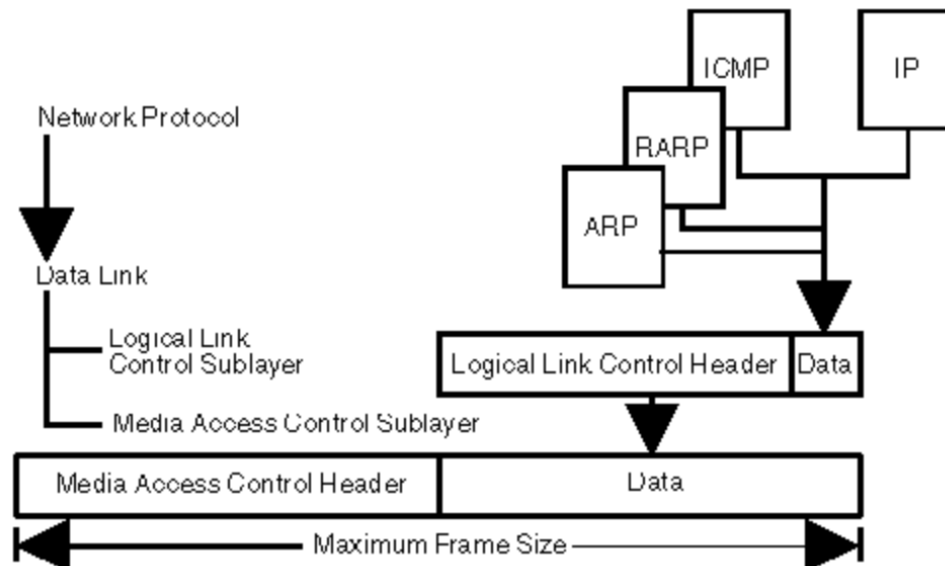 ICMP
IP
Network Protocol
RARP
ARP
Data Link
Logical Link
Control Sublayer
Logical Link Control Header
Data
Media Access Control Sublayer
Media Access Control Header
Data
Maximum Frame Size